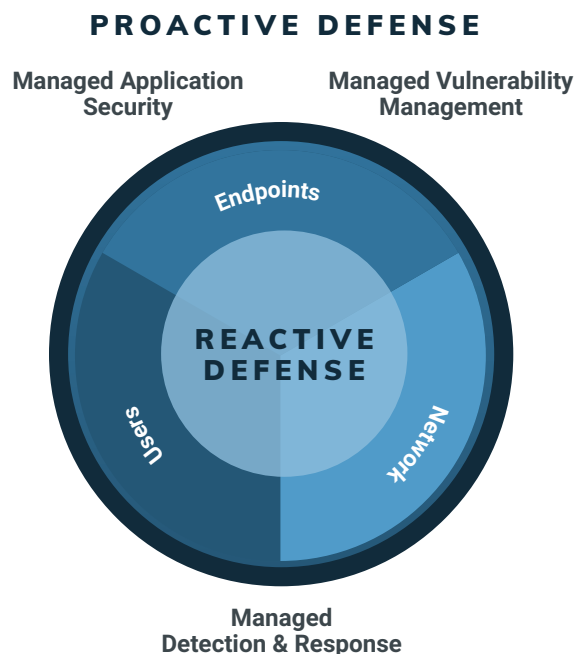 PROACTIVE DEFENSE
Managed Application
Security
Managed Vulnerability
Management
Endpoints
REACTIVE
DEFENSE
Users
Network
Managed
Detection & Response